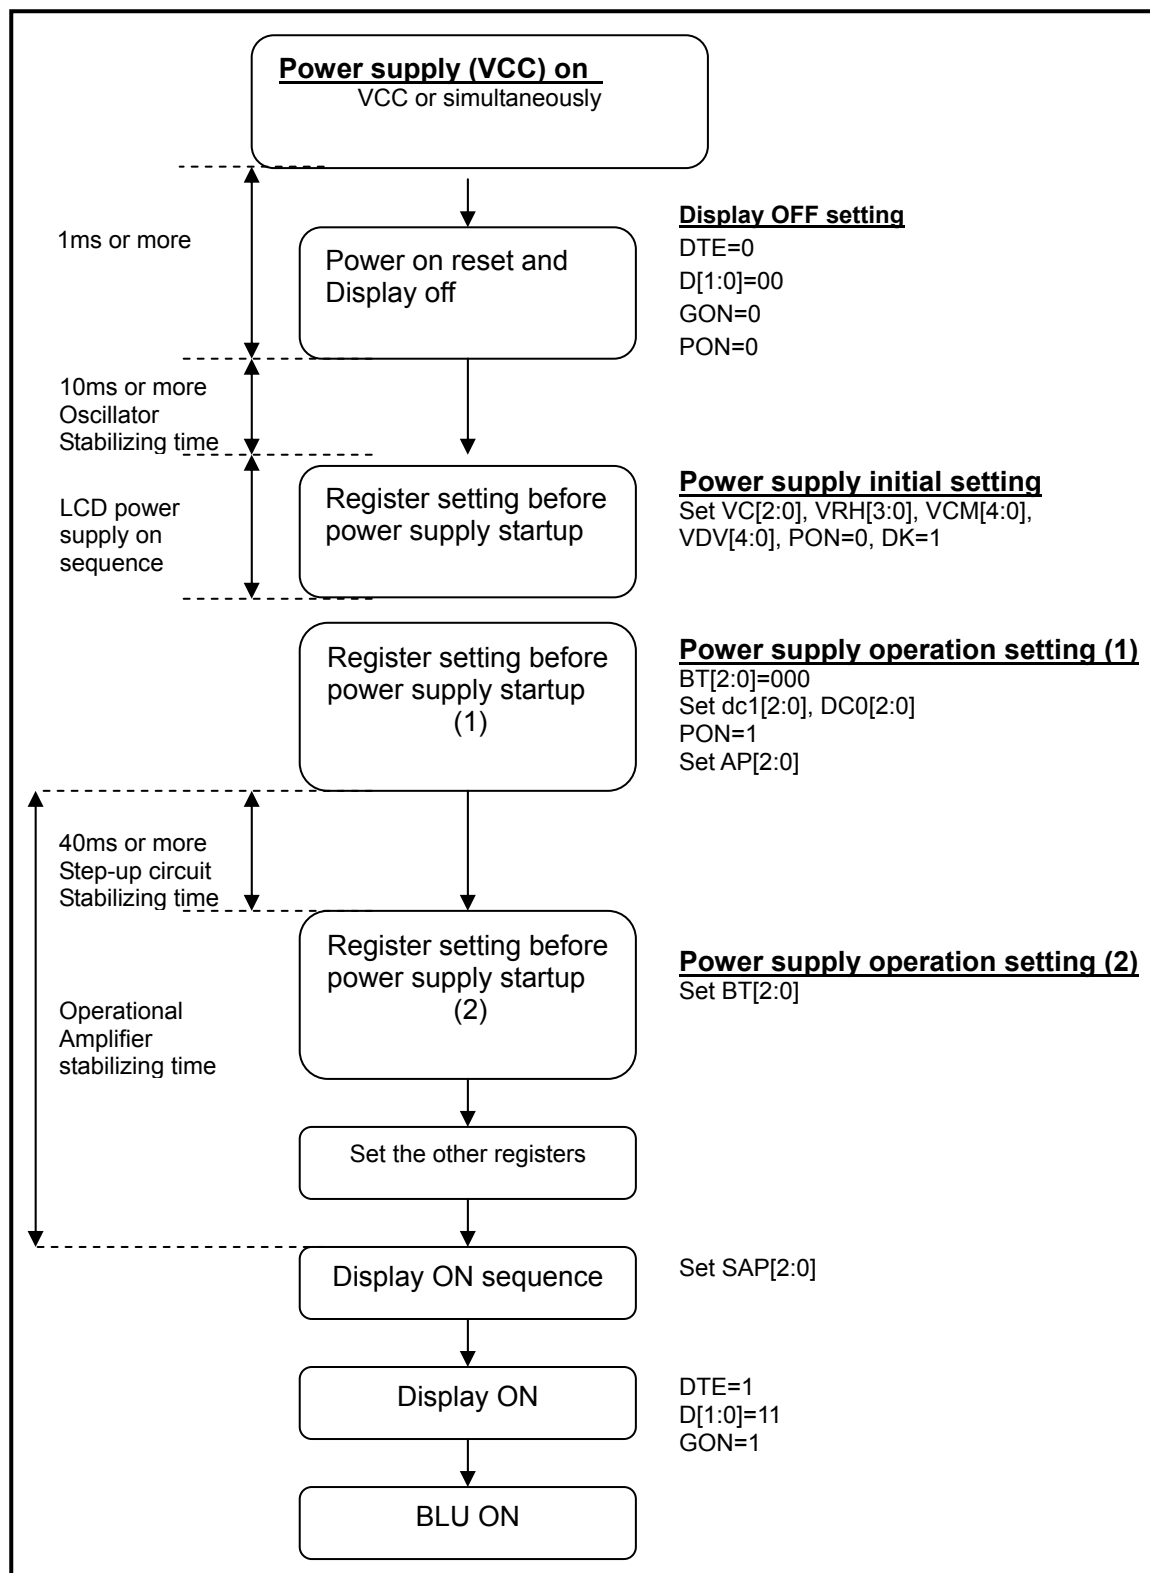 Power supply (VCC) on
VCC or simultaneously
1ms or more
Power on reset and
Display off
Display OFF setting
DTE=0
D[1:0]=00
GON=0
PON=0
10ms or more
Oscillator
Stabilizing time
LCD power
supply on
sequence
Register setting before
power supply startup
Power supply initial setting
Set VC[2:0], VRH[3:0], VCM[4:0],
VDV[4:0], PON=0, DK=1
Register setting before
power supply startup
(1)
Power supply operation setting (1)
BT[2:0]=000
Set dc1[2:0], DC0[2:0]
PON=1
Set AP[2:0]
40ms or more
Step-up circuit
Stabilizing time
Register setting before
power supply startup
(2)
Power supply operation setting (2)
Set BT[2:0]
Operational
Amplifier
stabilizing time
Set the other registers
Display ON sequence
Set SAP[2:0]
Display ON
DTE=1
D[1:0]=11
GON=1
BLU ON